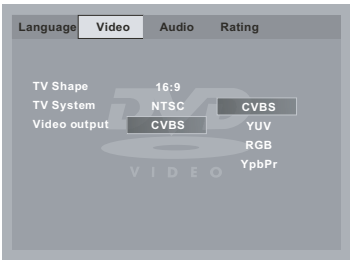 Language Video Audio Rating
TV Shape 16:9
TV System NTSC CVBS
Video output CVBS YUV
RGB
YpbPr
DVD
VIDEO